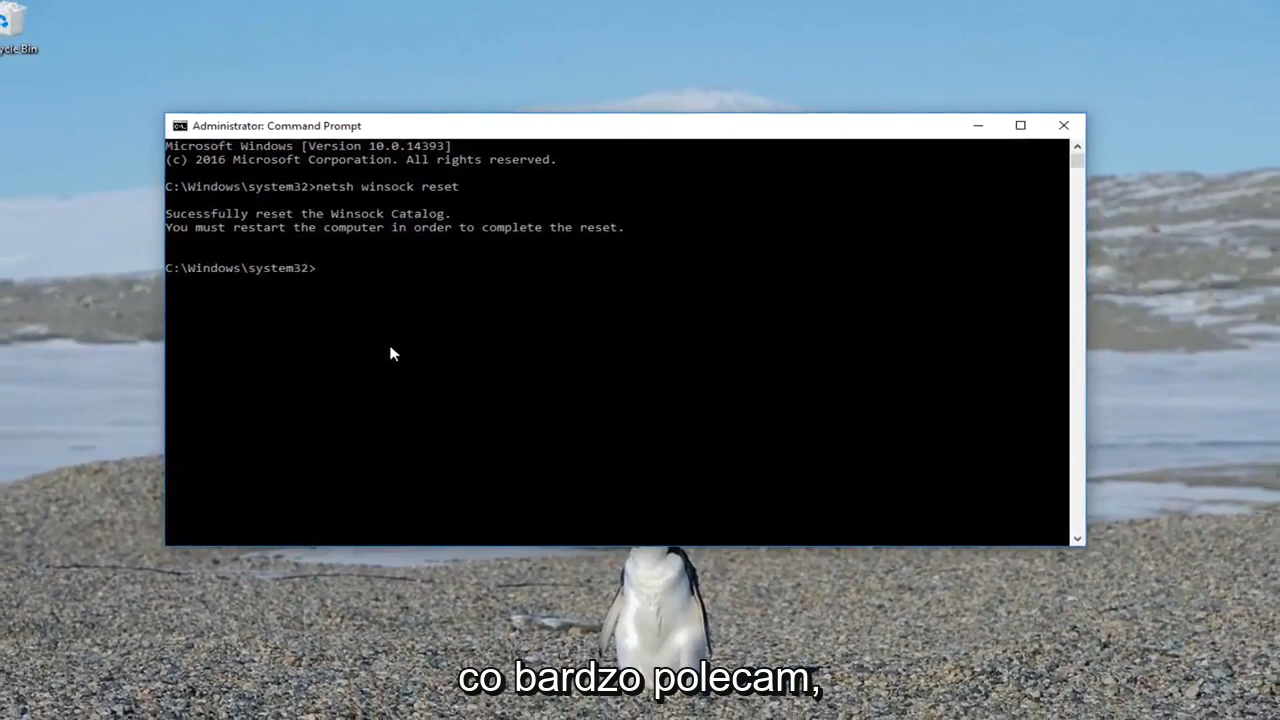 ycle Bin
Administrator: Command Prompt
Microsoft Windows [Version 10.0.14393]
(c) 2016 Microsoft Corporation. All rights reserved.
C:\Windows\system32>netsh winsock reset
Sucessfully reset the Winsock Catalog.
You must restart the computer in order to complete the reset.
C:\Windows\system32>
co bardzo polecam,